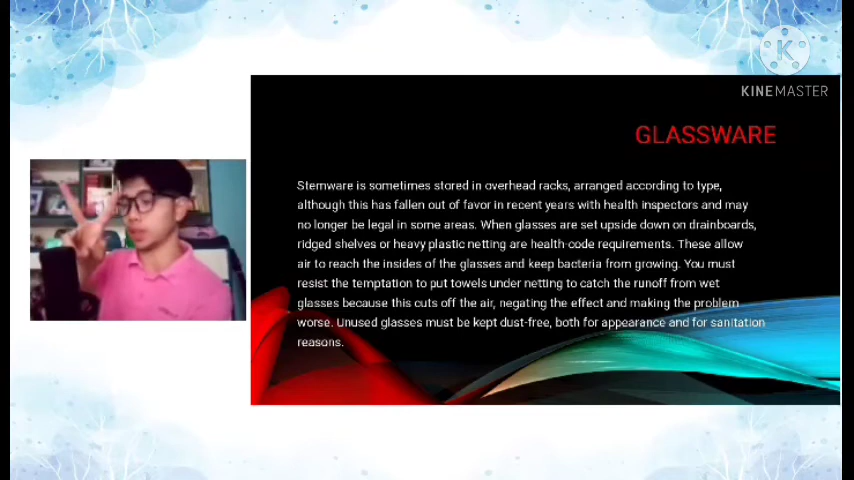 K
KINEMASTER
GLASSWARE
Stemware is sometimes stored in overhead racks, arranged according to type,
although this has fallen out of favor in recent years with health inspectors and may
no longer be legal in some areas. When glasses are set upside down on drainboards,
ridged shelves or heavy plastic netting are health-code requirements. These allow
air to reach the insides of the glasses and keep bacteria from growing. You must
resist the temptation to put towels under netting to catch the runoff from wet
glasses because this cuts off the air, negating the effect and making the problem
worse. Unused glasses must be kept dust-free, both for appearance and for sanitation
reasons.